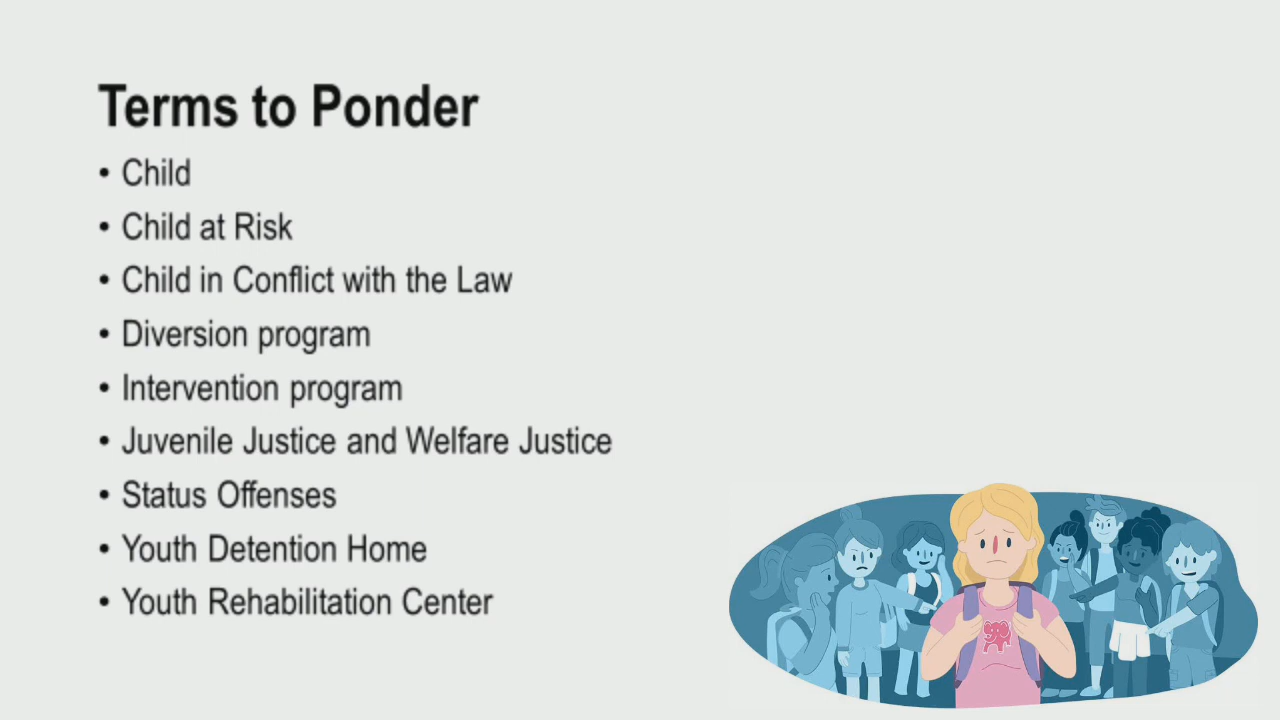 Terms to Ponder
• Child
• Child at Risk
• Child in Conflict with the Law
• Diversion program
• Intervention program
• Juvenile Justice and Welfare Justice
• Status Offenses
• Youth Detention Home
• Youth Rehabilitation Center